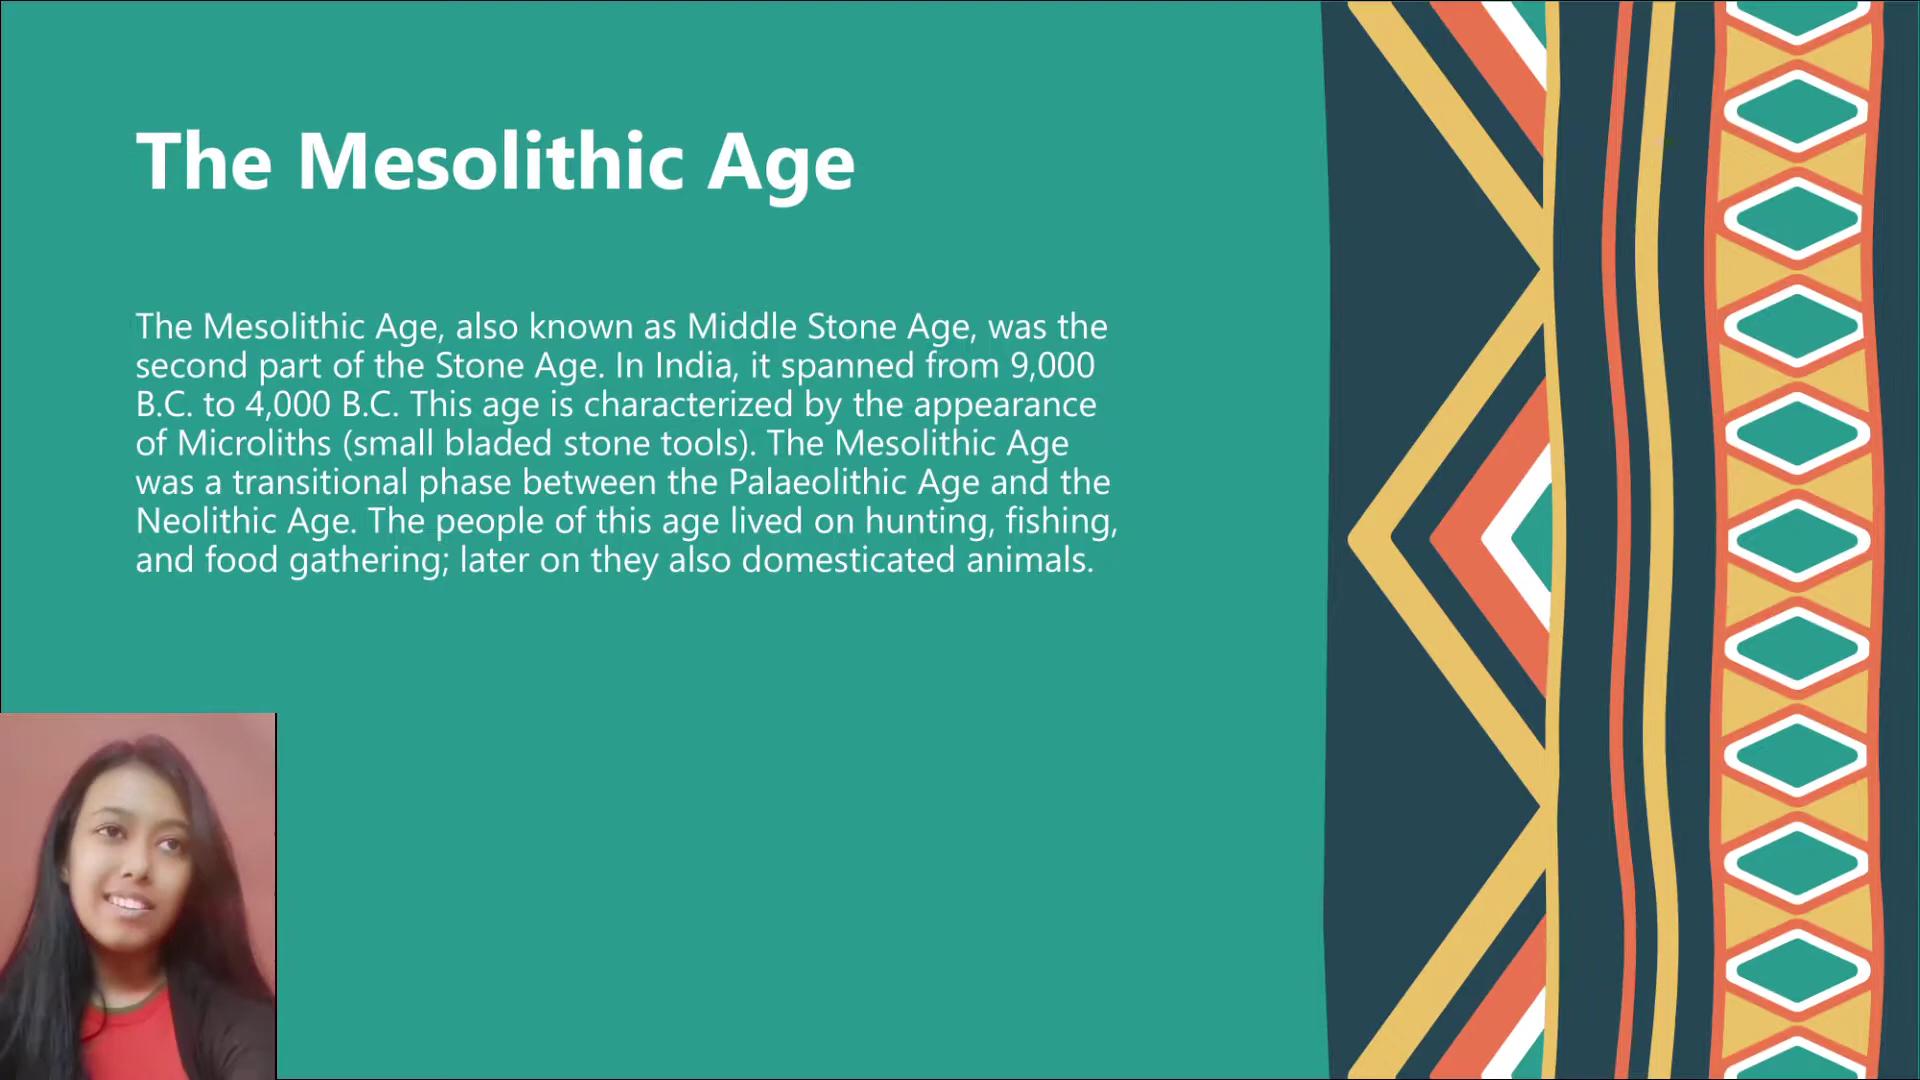 The Mesolithic Age
The Mesolithic Age, also known as Middle Stone Age, was the
second part of the Stone Age. In India, it spanned from 9,000
B.C. to 4,000 B.C. This age is characterized by the appearance
of Microliths (small bladed stone tools). The Mesolithic Age
was a transitional phase between the Palaeolithic Age and the
Neolithic Age. The people of this age lived on hunting, fishing,
and food gathering; later on they also domesticated animals.